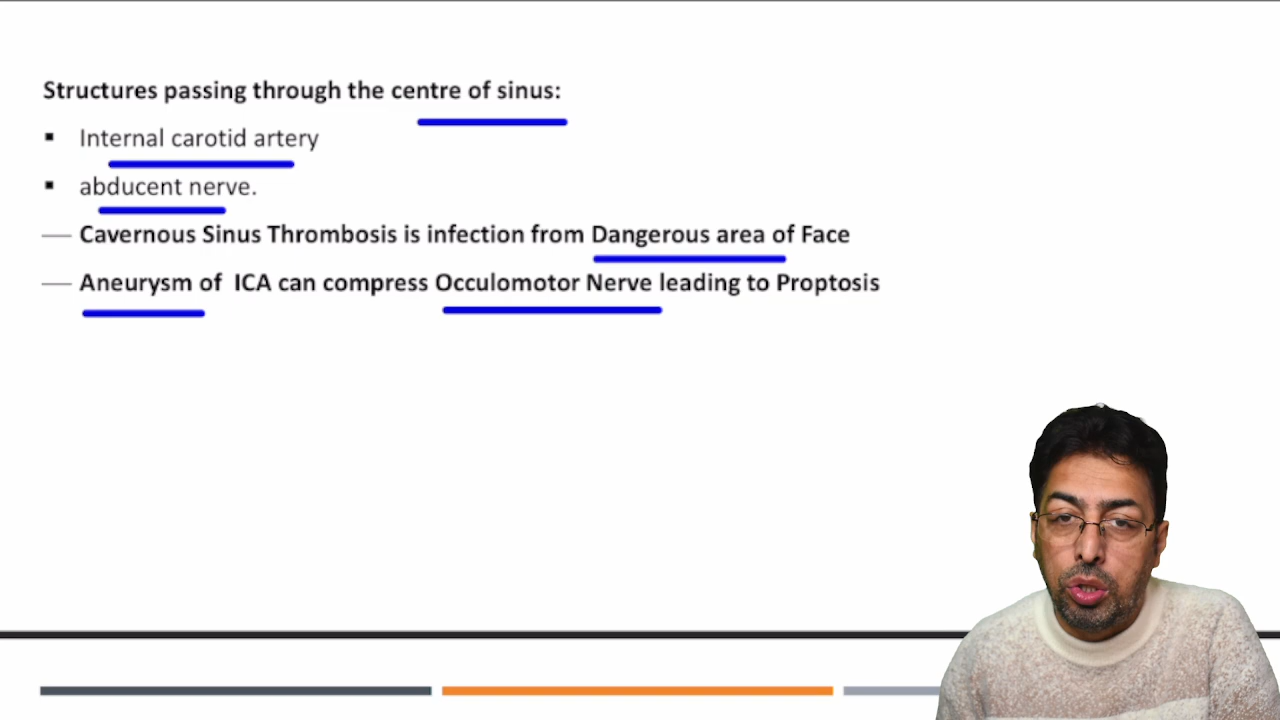 Structures passing through the centre of sinus:
▪ Internal carotid artery
▪ abducent nerve.
— Cavernous Sinus Thrombosis is infection from Dangerous area of Face
— Aneurysm of ICA can compress Occulomotor Nerve leading to Proptosis